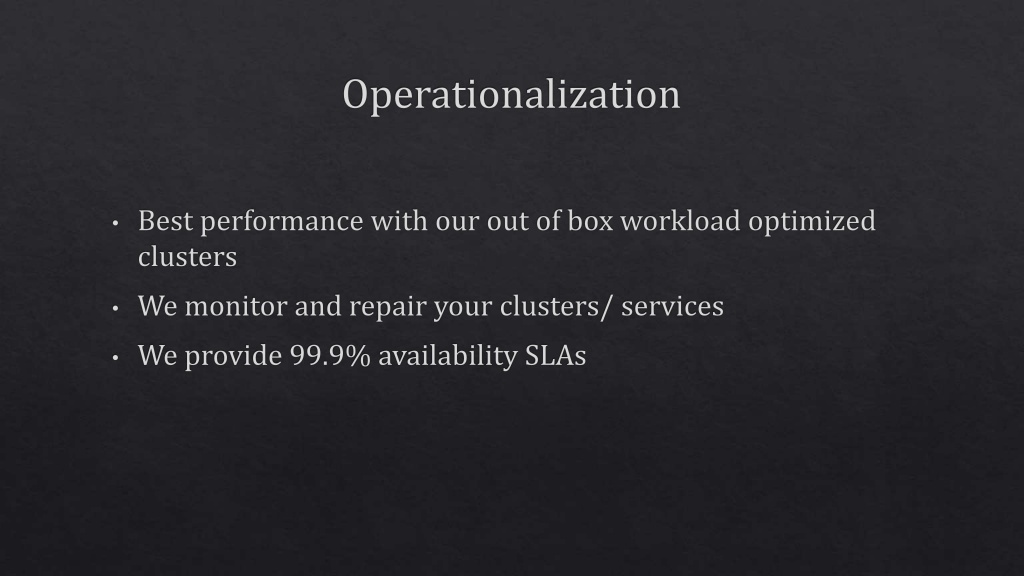 Operationalization
• Best performance with our out of box workload optimized
clusters
• We monitor and repair your clusters/ services
• We provide 99.9% availability SLAs